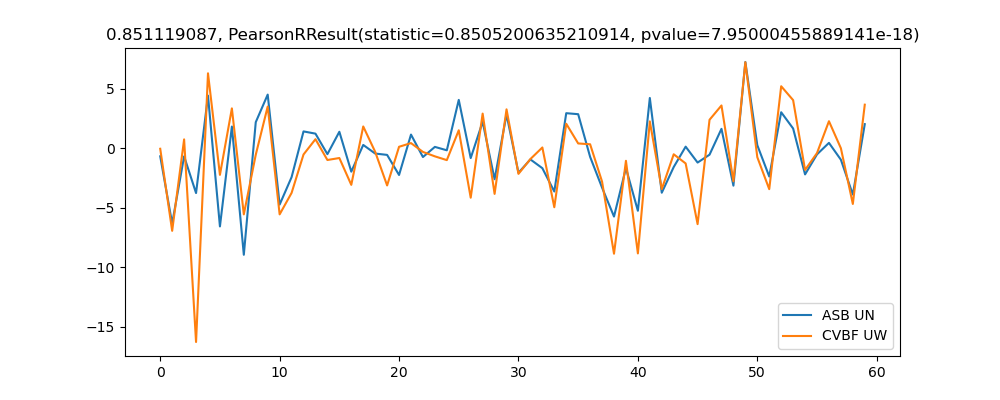 0.851119087, PearsonRResult(statistic=0.8505200635210914, pvalue=7.95000455889141e-18)
5
0
−5
−10
−15
0 10 20 30 40 50 60
ASB UN
CVBF UW